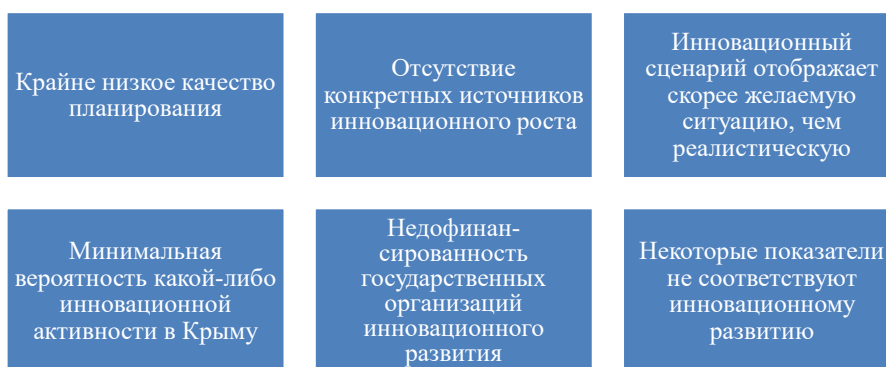 Крайне низкое качество
планирования
Отсутствие
конкретных источников
инновационного роста
Инновационный
сценарий отображает
скорее желаемую
ситуацию, чем
реалистическую
Минимальная
вероятность какой-либо
инновационной
активности в Крыму
Недофинан-
сированность
государственных
организаций
инновационного
развития
Некоторые показатели
не соответствуют
инновационному
развитию